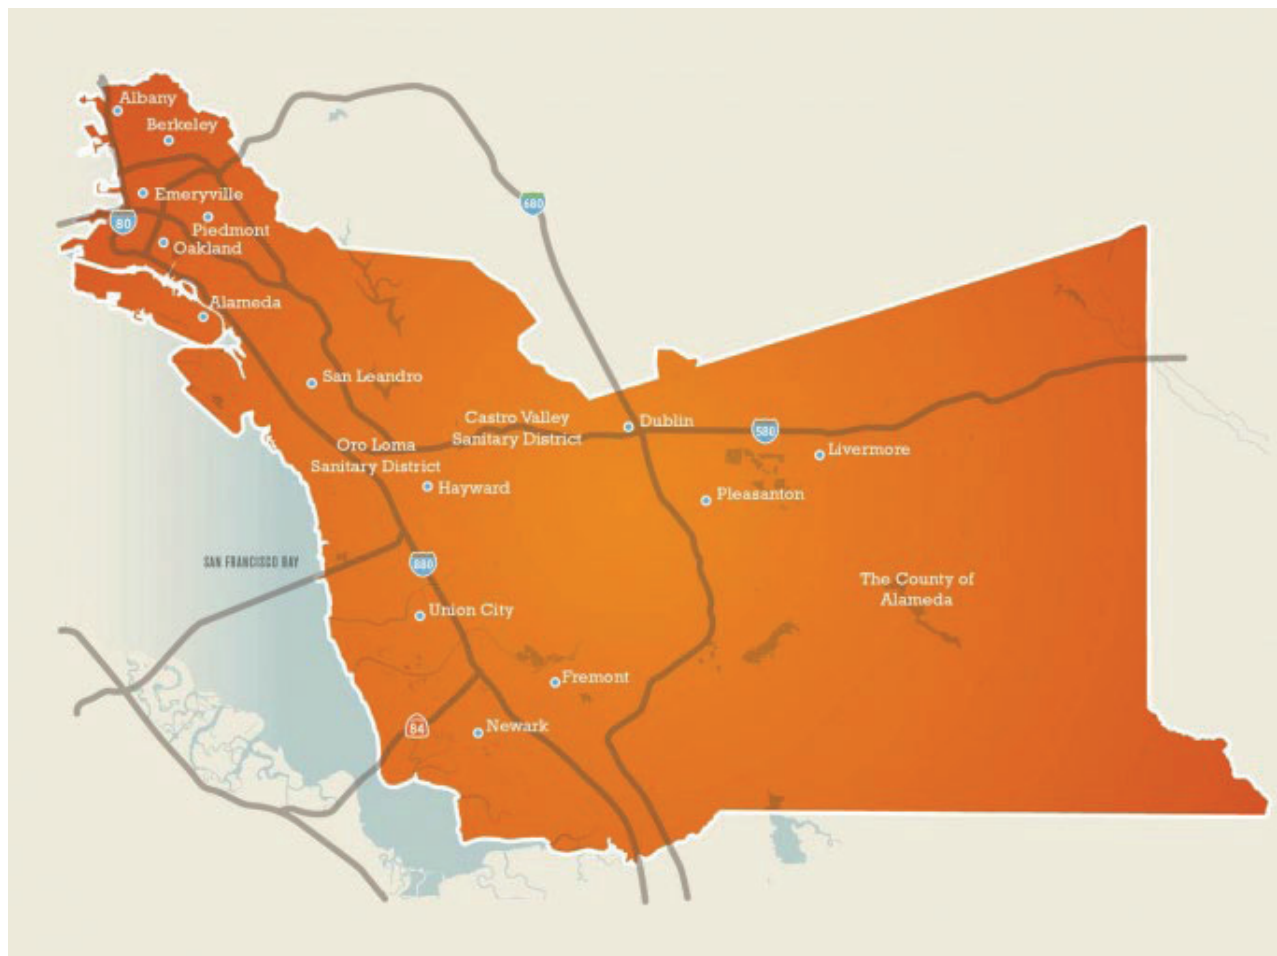 Albany
Berkeley
Emeryville
80
Piedmont
Oakland
680
Alameda
San Leandro
Castro Valley
Sanitary District
Dublin
580
Oro Loma
Sanitary District
Livermore
Hayward
Pleasanton
SAN FRANCISCO BAY
880
The County of
Alameda
Union City
Fremont
84
Newark